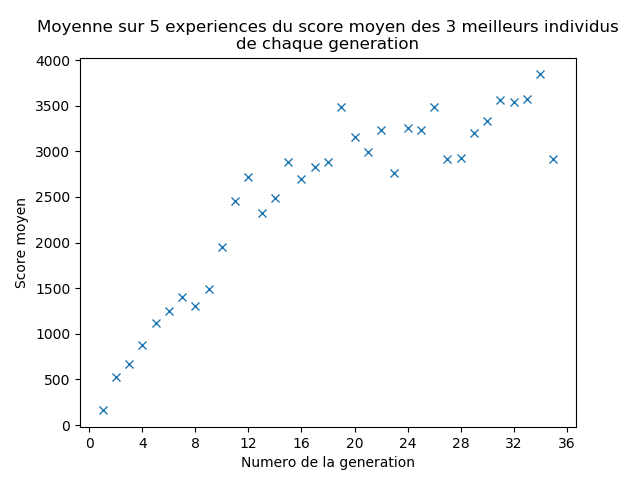 Moyenne sur 5 experiences du score moyen des 3 meilleurs individus
de chaque generation
4000
3500
3000
2500
2000
1500
1000
500
0
Score moyen
0 4 8 12 16 20 24 28 32 36
Numero de la generation